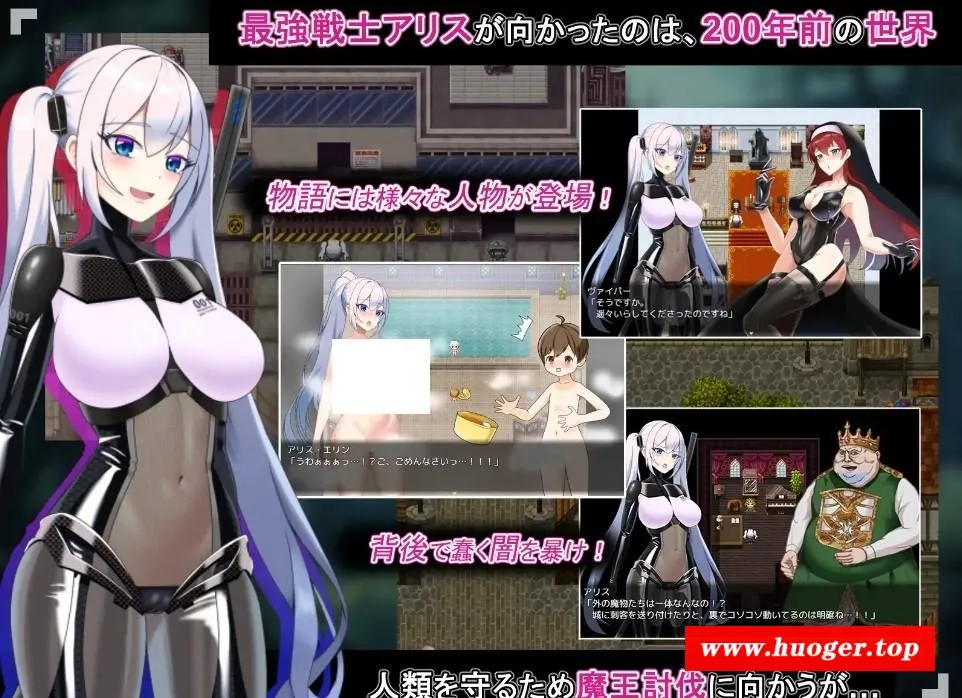 最強戦士アリスが向かったのは、200年前の世界
物語には様々な人物が登場！
001
001
ヴァイパー
「そうですか。
遥々いらしてくださったのですね」
アリス・エリン
「うわぁぁぁっ…！？ご、ごめんなさいっ…！！！」
背後で蠢く闇を暴け！
アリス
「外の魔物たちは一体なんなの！？
城に刺客を送り付けたりと、裏でコソコソ動いてるのは明確ね…！！」
www.huoger.top
人類を守るため魔王討伐に向かうが…